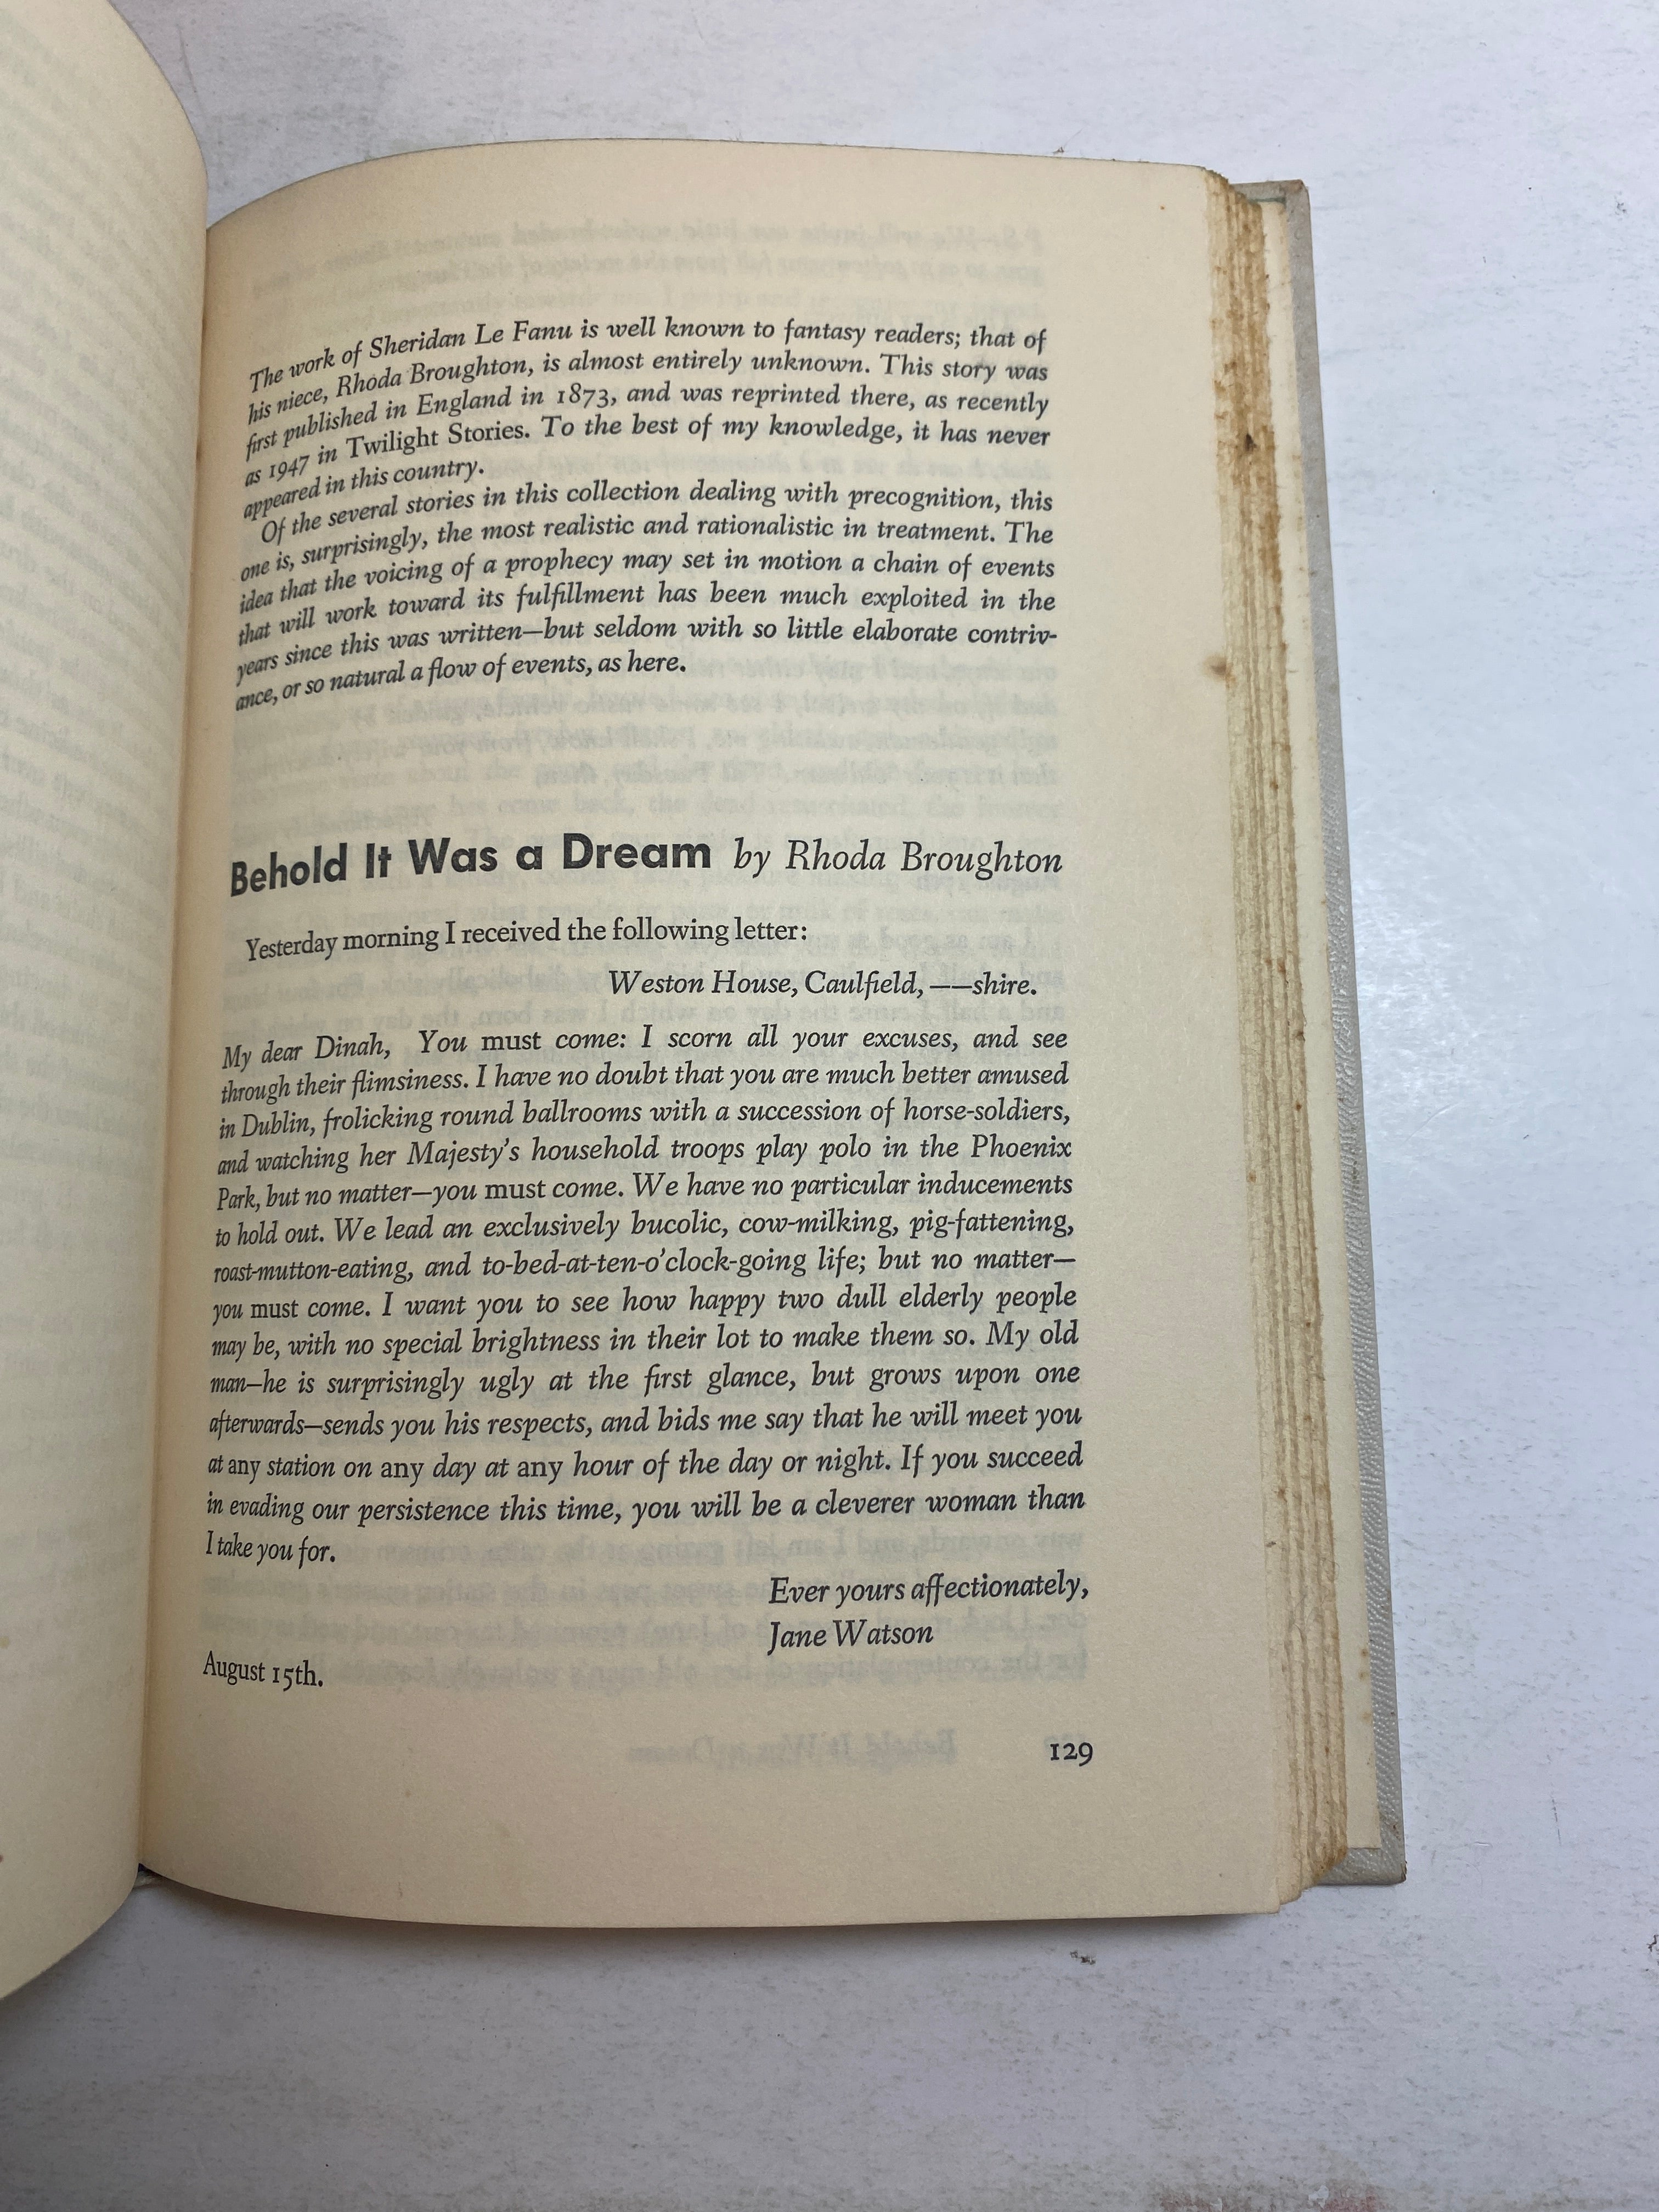 The work of Sheridan Le Fanu is well known to fantasy readers; that of
his niece, Rhoda Broughton, is almost entirely unknown. This story was
first published in England in 1873, and was reprinted there, as recently
as 1947 in Twilight Stories. To the best of my knowledge, it has never
appeared in this country.
Of the several stories in this collection dealing with precognition, this
one is, surprisingly, the most realistic and rationalistic in treatment. The
idea that the voicing of a prophecy may set in motion a chain of events
that will work toward its fulfillment has been much exploited in the
years since this was written—but seldom with so little elaborate contriv-
ance, or so natural a flow of events, as here.
Behold It Was a Dream by Rhoda Broughton
Yesterday morning I received the following letter:
Weston House, Caulfield, ——shire.
My dear Dinah, You must come: I scorn all your excuses, and see
through their flimsiness. I have no doubt that you are much better amused
in Dublin, frolicking round ballrooms with a succession of horse-soldiers,
and watching her Majesty's household troops play polo in the Phoenix
Park, but no matter—you must come. We have no particular inducements
to hold out. We lead an exclusively bucolic, cow-milking, pig-fattening,
roast-mutton-eating, and to-bed-at-ten-o'clock-going life; but no matter—
you must come. I want you to see how happy two dull elderly people
may be, with no special brightness in their lot to make them so. My old
man—he is surprisingly ugly at the first glance, but grows upon one
afterwards—sends you his respects, and bids me say that he will meet you
at any station on any day at any hour of the day or night. If you succeed
in evading our persistence this time, you will be a cleverer woman than
I take you for.
Ever yours affectionately,
Jane Watson
August 15th.
129